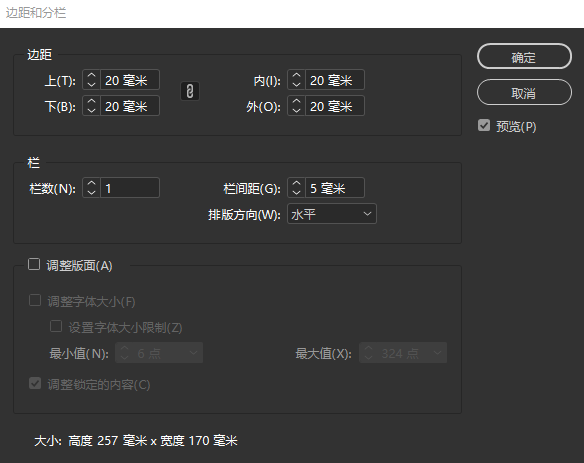 边距和分栏
边距
上(T): 20 毫米 内(I): 20 毫米
下(B): 20 毫米 外(O): 20 毫米
确定
取消
预览(P)
栏
栏数(N): 1 栏间距(G): 5 毫米
排版方向(W): 水平
调整版面(A)
调整字体大小(F)
设置字体大小限制(Z)
最小值(N): 6 点 最大值(X): 324 点
调整锁定的内容(C)
大小: 高度 257 毫米 x 宽度 170 毫米